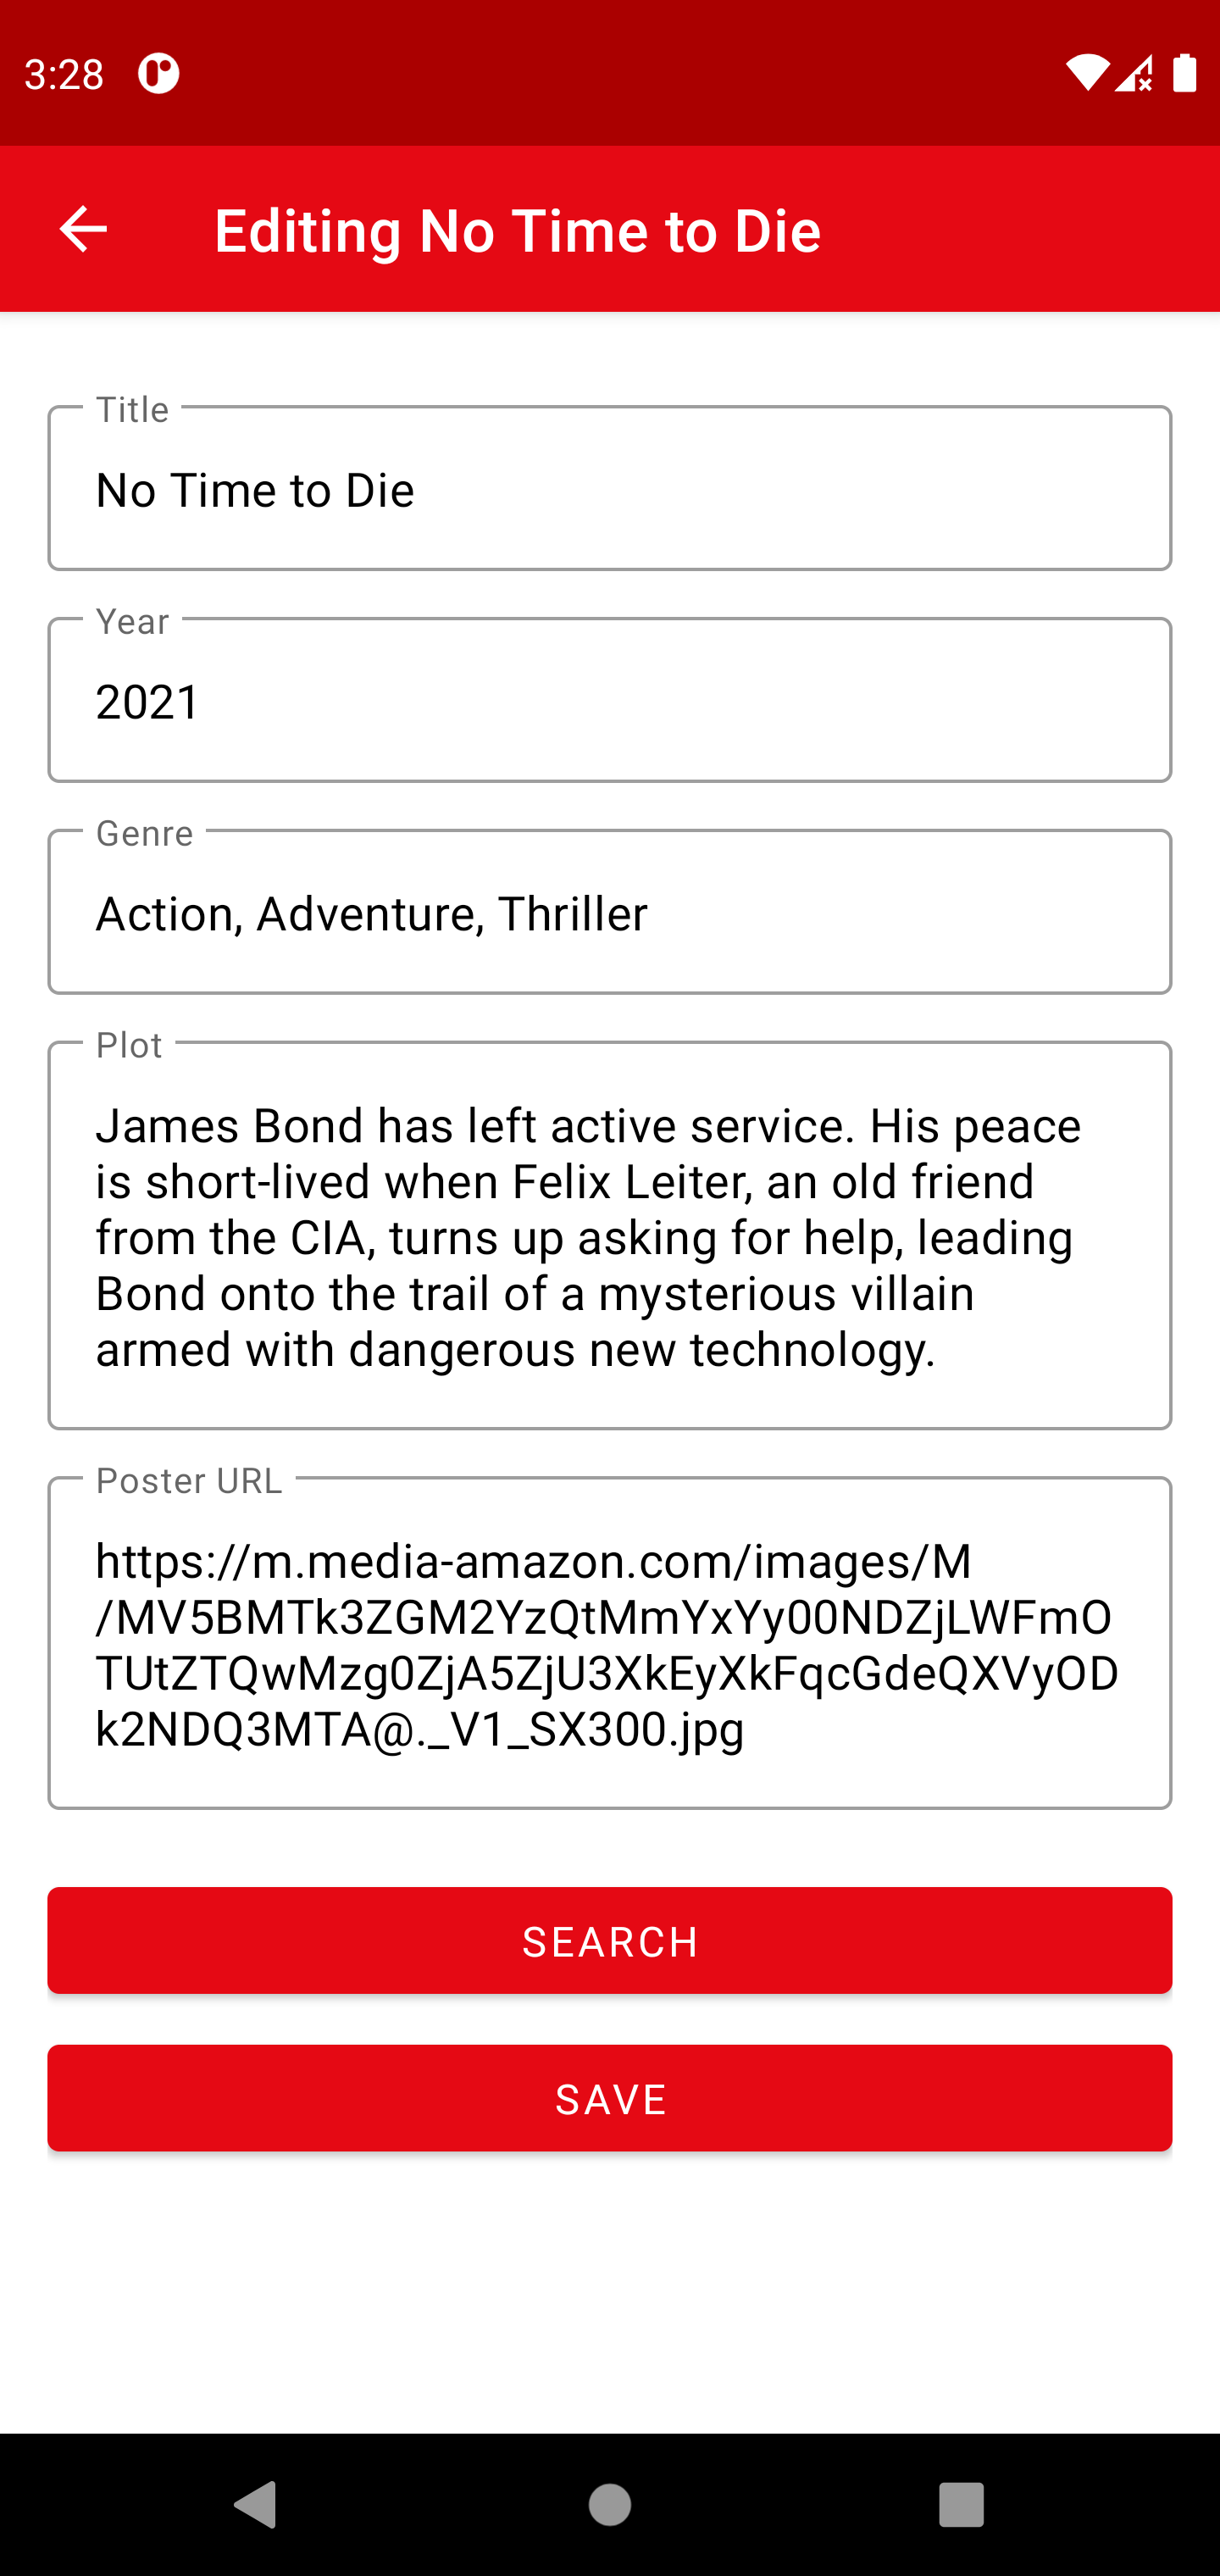 3:28
Editing No Time to Die
Title
No Time to Die
Year
2021
Genre
Action, Adventure, Thriller
Plot
James Bond has left active service. His peace
is short-lived when Felix Leiter, an old friend
from the CIA, turns up asking for help, leading
Bond onto the trail of a mysterious villain
armed with dangerous new technology.
Poster URL
https://m.media-amazon.com/images/M
/MV5BMTk3ZGM2YzQtMmYxYy00NDZjLWFmO
TUtZTQwMzg0ZjA5ZjU3XkEyXkFqcGdeQXVyOD
k2NDQ3MTA@._V1_SX300.jpg
SEARCH
SAVE